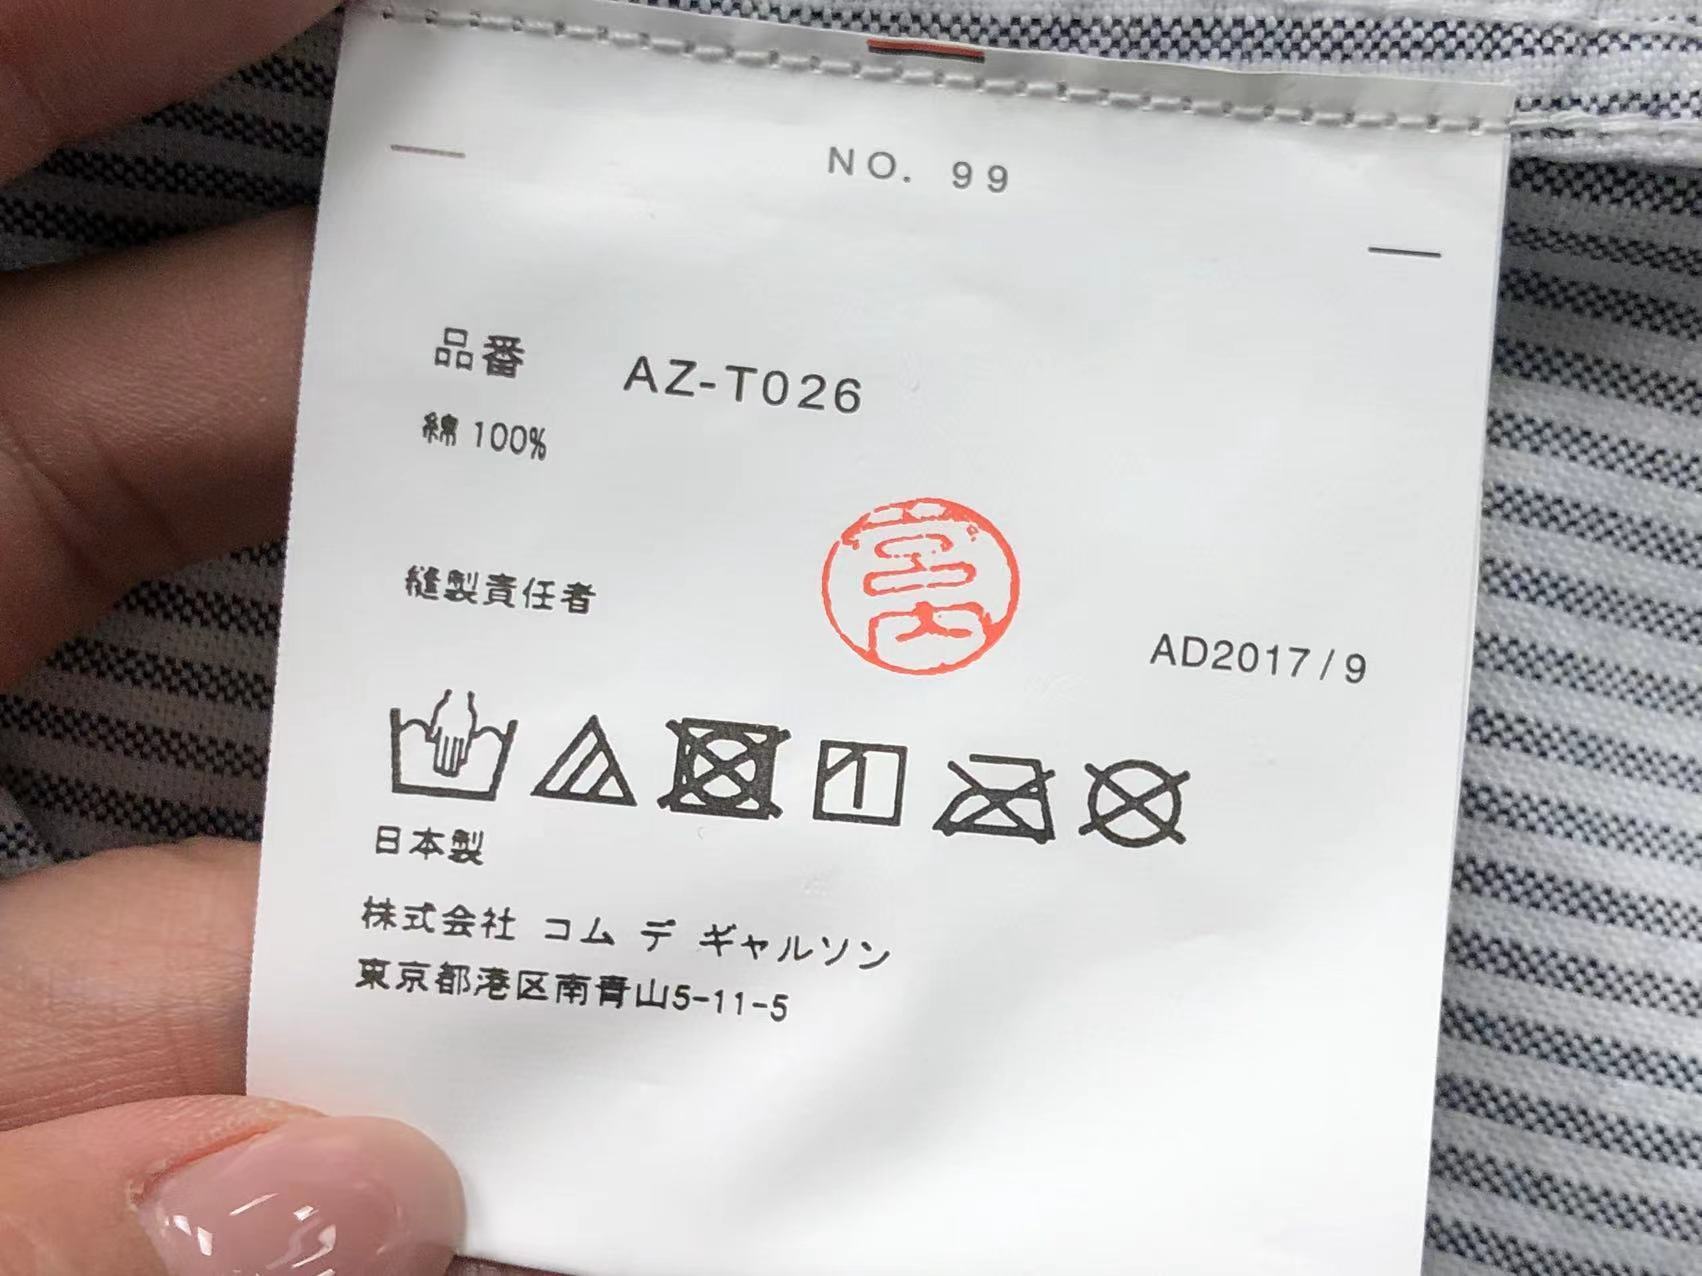 NO. 99
品番 AZ-T026
綿 100%
縫製責任者
AD2017/9
日本製
株式会社 コム デ ギャルソン
東京都港区南青山5-11-5